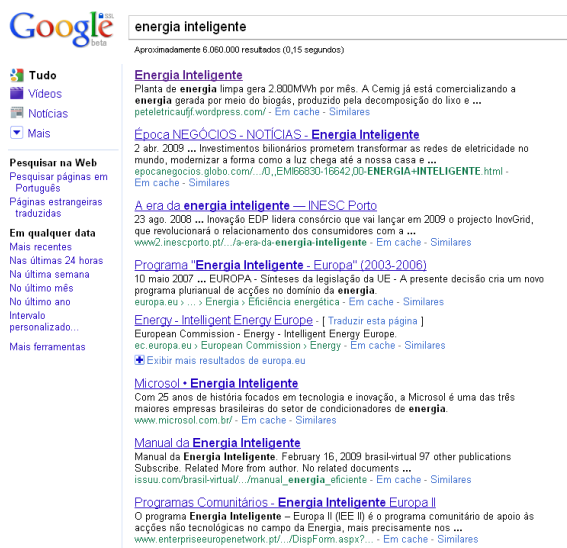 Google SSL
beta
energia inteligente
Aproximadamente 6.060.000 resultados (0,15 segundos)
Tudo
Vídeos
Notícias
Mais
Pesquisar na Web
Pesquisar páginas em
Português
Páginas estrangeiras
traduzidas
Em qualquer data
Mais recentes
Nas últimas 24 horas
Na última semana
No último mês
No último ano
Intervalo
personalizado...
Mais ferramentas
Energia Inteligente
Planta de energia limpa gera 2.800MWh por mês. A Cemig já está comercializando a
energia gerada por meio do biogás, produzido pela decomposição do lixo e ...
peteletricaufjf.wordpress.com/ - Em cache - Similares
Época NEGÓCIOS - NOTÍCIAS - Energia Inteligente
2 abr. 2009 ... Investimentos bilionários prometem transformar as redes de eletricidade no
mundo, modernizar a forma como a luz chega até a nossa casa e ...
epocanegocios.globo.com/.../0,,EMI66830-16642,00-ENERGIA+INTELIGENTE.html -
Em cache - Similares
A era da energia inteligente — INESC Porto
23 ago. 2008 ... Inovação EDP lidera consórcio que vai lançar em 2009 o projecto InovGrid,
que revolucionará o relacionamento dos consumidores com a ...
www2.inescporto.pt/.../a-era-da-energia-inteligente - Em cache - Similares
Programa "Energia Inteligente - Europa" (2003-2006)
10 maio 2007 ... EUROPA - Sínteses da legislação da UE - A presente decisão cria um novo
programa plurianual de acções no domínio da energia.
europa.eu › ... › Energia › Eficiência energética - Em cache - Similares
Energy - Intelligent Energy Europe - [ Traduzir esta página ]
European Commission - Energy - Intelligent Energy Europe.
ec.europa.eu › European Commission › Energy - Em cache - Similares
Exibir mais resultados de europa.eu
Microsol • Energia Inteligente
Com 25 anos de história focados em tecnologia e inovação, a Microsol é uma das três
maiores empresas brasileiras do setor de condicionadores de energia.
www.microsol.com.br/ - Em cache - Similares
Manual da Energia Inteligente
Manual da Energia Inteligente. February 16, 2009 brasil-virtual 97 other publications
Subscribe. Related More from author. No related documents ...
issuu.com/brasil-virtual/.../manual_energia_eficiente - Em cache - Similares
Programas Comunitários - Energia Inteligente Europa II
O programa Energia Inteligente – Europa II (IEE II) é o programa comunitário de apoio às
acções não tecnológicas no campo da Energia, mais precisamente nos ...
www.enterpriseeuropenetwork.pt/.../DispForm.aspx?... - Em cache - Similares